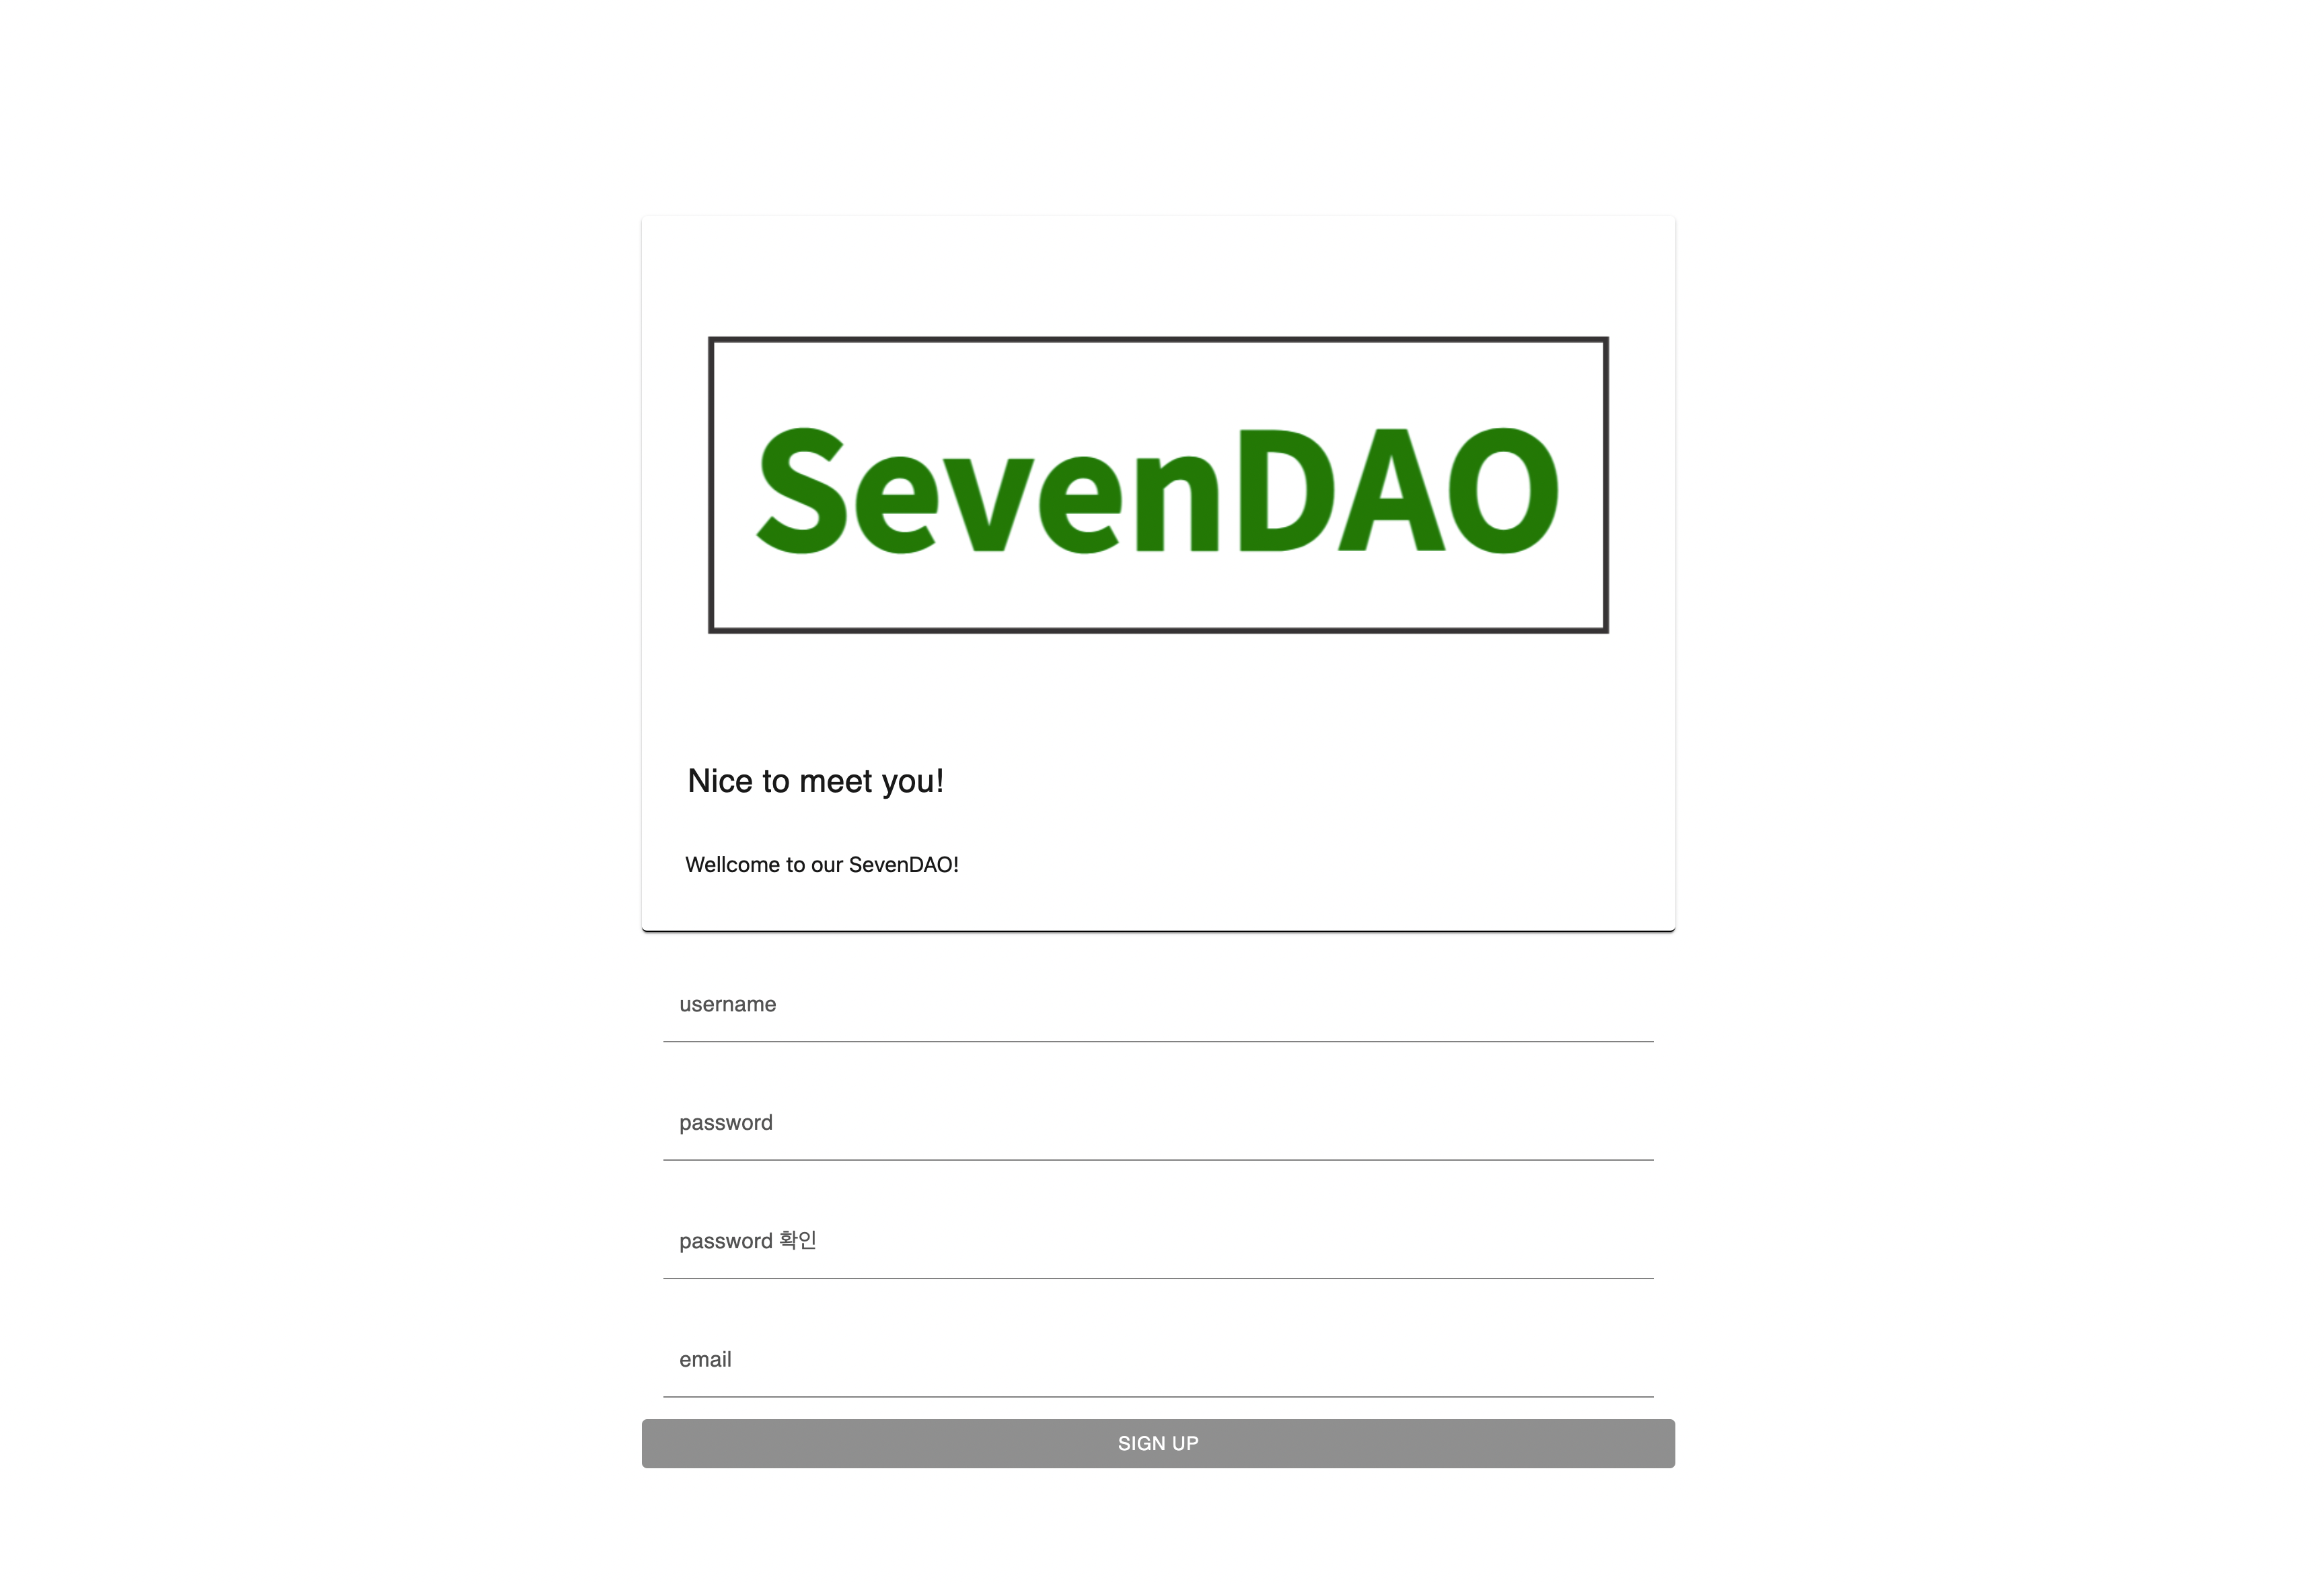 SevenDAO
Nice to meet you!
Wellcome to our SevenDAO!
username
password
password 확인
email
SIGN UP